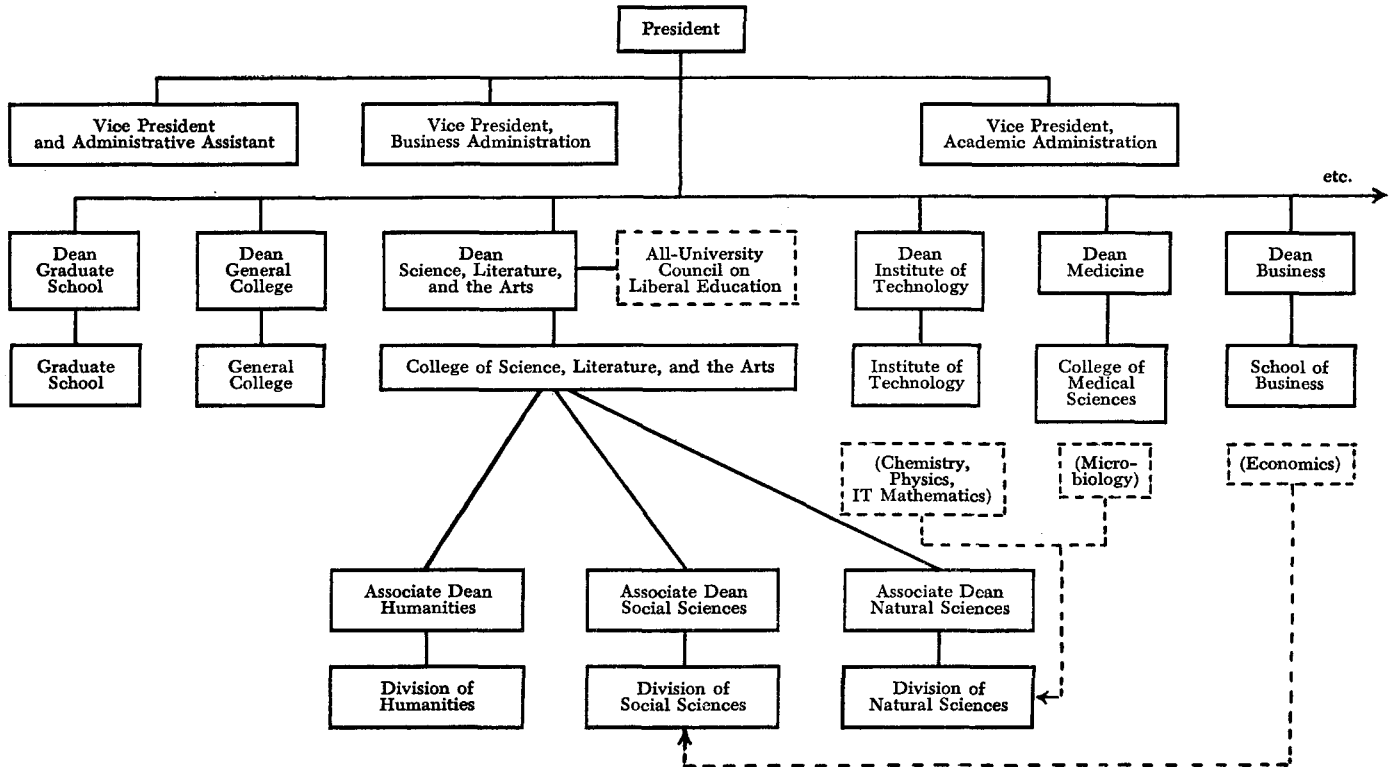 President
Vice President
and Administrative Assistant
Vice President,
Business Administration
Vice President,
Academic Administration
etc.
Dean
Graduate
School
Dean
General
College
Dean
Science, Literature,
and the Arts
All-University
Council on
Liberal Education
Dean
Institute of
Technology
Dean
Medicine
Dean
Business
Graduate
School
General
College
College of Science, Literature, and the Arts
Institute of
Technology
College of
Medical
Sciences
School of
Business
(Chemistry,
Physics,
IT Mathematics)
(Micro-
biology)
(Economics)
Associate Dean
Humanities
Associate Dean
Social Sciences
Associate Dean
Natural Sciences
Division of
Humanities
Division of
Social Sciences
Division of
Natural Sciences